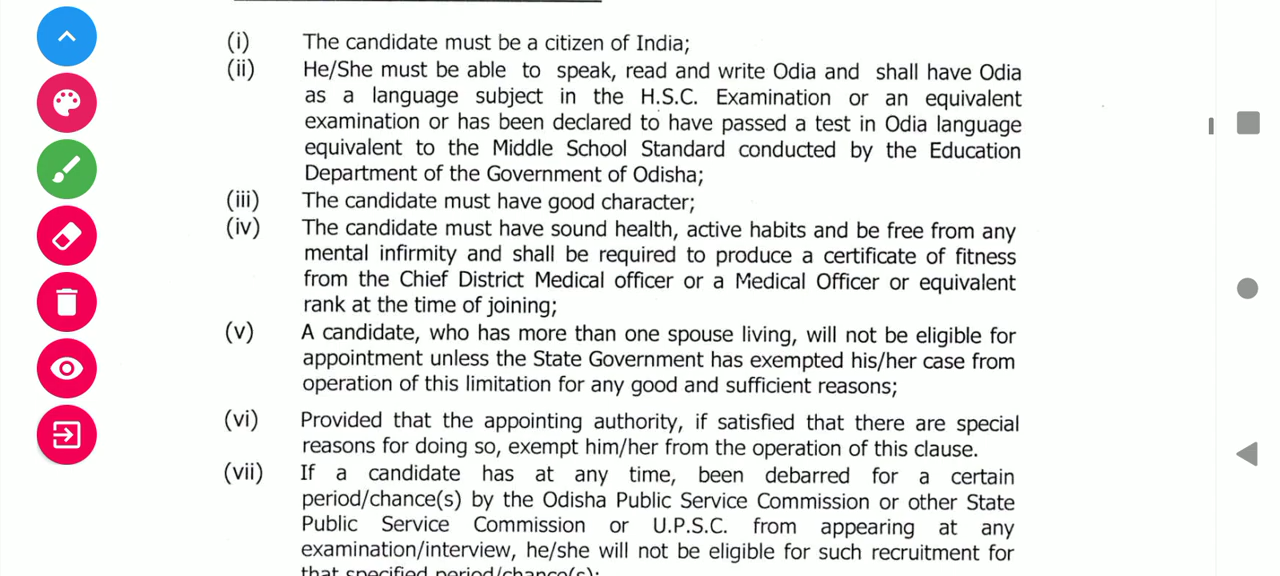 (i) The candidate must be a citizen of India;
(ii) He/She must be able to speak, read and write Odia and shall have Odia
as a language subject in the H.S.C. Examination or an equivalent
examination or has been declared to have passed a test in Odia language
equivalent to the Middle School Standard conducted by the Education
Department of the Government of Odisha;
(iii) The candidate must have good character;
(iv) The candidate must have sound health, active habits and be free from any
mental infirmity and shall be required to produce a certificate of fitness
from the Chief District Medical officer or a Medical Officer or equivalent
rank at the time of joining;
(v) A candidate, who has more than one spouse living, will not be eligible for
appointment unless the State Government has exempted his/her case from
operation of this limitation for any good and sufficient reasons;
(vi) Provided that the appointing authority, if satisfied that there are special
reasons for doing so, exempt him/her from the operation of this clause.
(vii) If a candidate has at any time, been debarred for a certain
period/chance(s) by the Odisha Public Service Commission or other State
Public Service Commission or U.P.S.C. from appearing at any
examination/interview, he/she will not be eligible for such recruitment for
that specified period/chance(s);